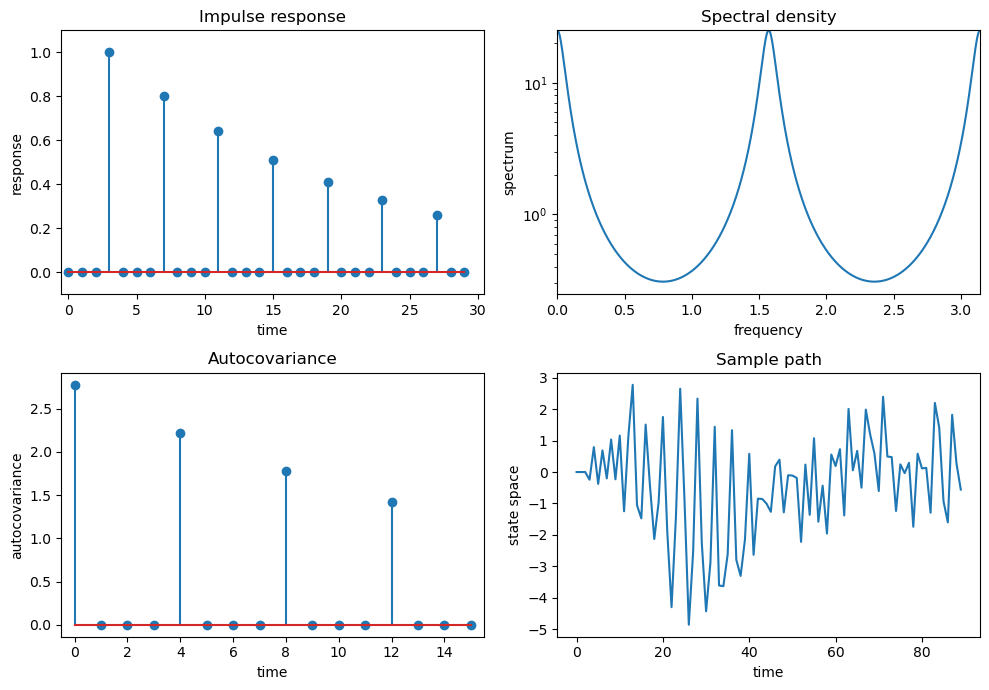 Impulse response
1.0
0.8
0.6
0.4
0.2
0.0
response
0 5 10 15 20 25 30
time
Spectral density
10¹
10⁰
spectrum
0.0 0.5 1.0 1.5 2.0 2.5 3.0
frequency
Autocovariance
2.5
2.0
1.5
1.0
0.5
0.0
autocovariance
0 2 4 6 8 10 12 14
time
Sample path
3
2
1
0
−1
−2
−3
−4
−5
state space
0 20 40 60 80
time